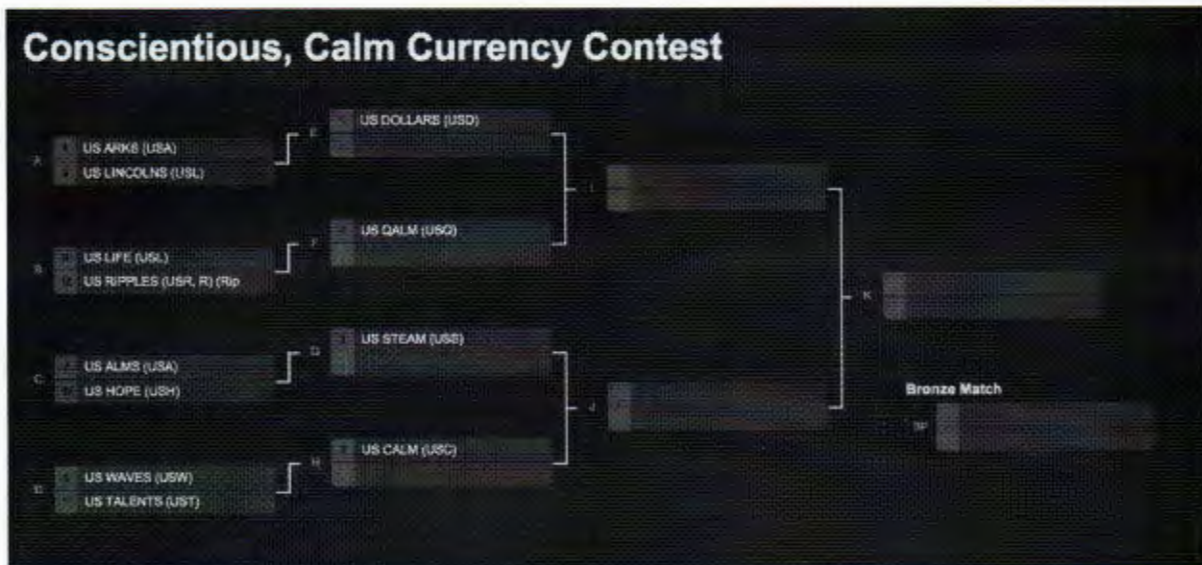 Conscientious, Calm Currency Contest
US DOLLARS (USD)
E
US ARKS (USA)
A
US LINCOLNS (USL)
I
US QALM (USQ)
F
US LIFE (USL)
B
US RIPPLES (USR, R) (Rip
K
US STEAM (USS)
US ALMS (USA)
C
US HOPE (USH)
Bronze Match
J
US CALM (USC)
H
US WAVES (USW)
D
US TALENTS (UST)